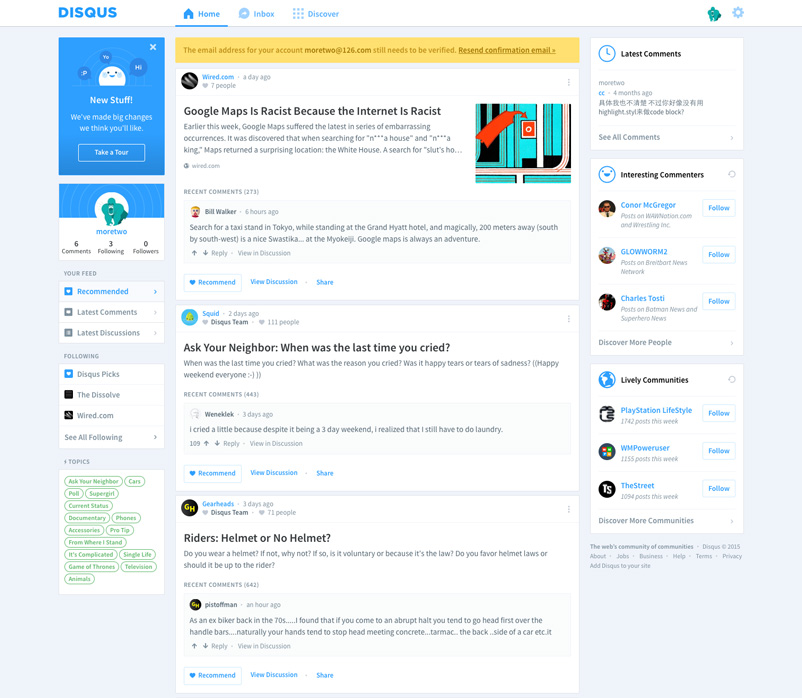 DISQUS
Home
Inbox
Discover
New Stuff!
We've made big changes
we think you'll like.
Take a Tour
Yo
:P
Hi
moretwo
6 3 0
Comments Following Followers
YOUR FEED
Recommended
Latest Comments
Latest Discussions
FOLLOWING
Disqus Picks
The Dissolve
Wired.com
See All Following
# TOPICS
Ask Your Neighbor Cars
Poll Supergirl
Current Status
Documentary Phones
Accessories Pro Tip
From Where I Stand
It's Complicated Single Life
Game of Thrones Television
Animals
The email address for your account moretwo@126.com still needs to be verified. Resend confirmation email »
Wired.com · a day ago
7 people
Google Maps Is Racist Because the Internet Is Racist
Earlier this week, Google Maps suffered the latest in series of embarrassing
occurrences. It was discovered that when searching for "n***a house" and "n***a
king," Maps returned a surprising location: the White House. A search for "slut's ho…
wired.com
RECENT COMMENTS (273)
Bill Walker · 6 hours ago
Search for a taxi stand in Tokyo, while standing at the Grand Hyatt hotel, and magically, 200 meters away (south
by south-west) is a nice Swastika... at the Myokeiji. Google maps is always an adventure.
Reply · View in Discussion
Recommend View Discussion · Share
Squid · 2 days ago
Disqus Team · 111 people
Ask Your Neighbor: When was the last time you cried?
When was the last time you cried? What was the reason you cried? Was it happy tears or tears of sadness? ((Happy
weekend everyone :-) ))
RECENT COMMENTS (443)
Weneklek · 3 days ago
i cried a little because despite it being a 3 day weekend, i realized that I still have to do laundry.
109 Reply · View in Discussion
Recommend View Discussion · Share
GH
Gearheads · 3 days ago
Disqus Team · 71 people
Riders: Helmet or No Helmet?
Do you wear a helmet? If not, why not? If so, is it voluntary or because it's the law? Do you favor helmet laws or
should it be up to the rider?
RECENT COMMENTS (642)
GH
pistoffman · an hour ago
As an ex biker back in the 70s.....I found that if you come to an abrupt halt you tend to go head first over the
handle bars....naturally your hands tend to stop head meeting concrete...tarmac.. the back ..side of a car etc.it
Reply · View in Discussion
Recommend View Discussion · Share
Latest Comments
moretwo
cc · 4 months ago
具体我也不清楚 不过你好像没有用
highlight.styl来做code block?
See All Comments
Interesting Commenters
Conor McGregor
Posts on WAWNation.com
and Wrestling Inc.
Follow
GLOWWORM2
Posts on Breitbart News
Network
Follow
Charles Tosti
Posts on Batman News and
Superhero News
Follow
Discover More People
Lively Communities
PlayStation LifeStyle
1742 posts this week
Follow
WMPoweruser
1155 posts this week
Follow
TS
TheStreet
1094 posts this week
Follow
Discover More Communities
The web's community of communities · Disqus © 2015
About · Jobs · Business · Help · Terms · Privacy
Add Disqus to your site